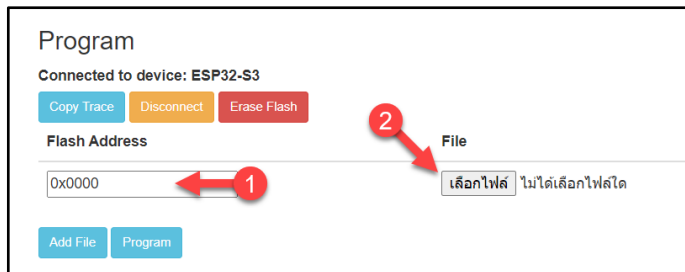 Program
Connected to device: ESP32-S3
Copy Trace Disconnect Erase Flash
Flash Address File
0x0000 1 2 เลือกไฟล์ ไม่ได้เลือกไฟล์ใด
Add File Program